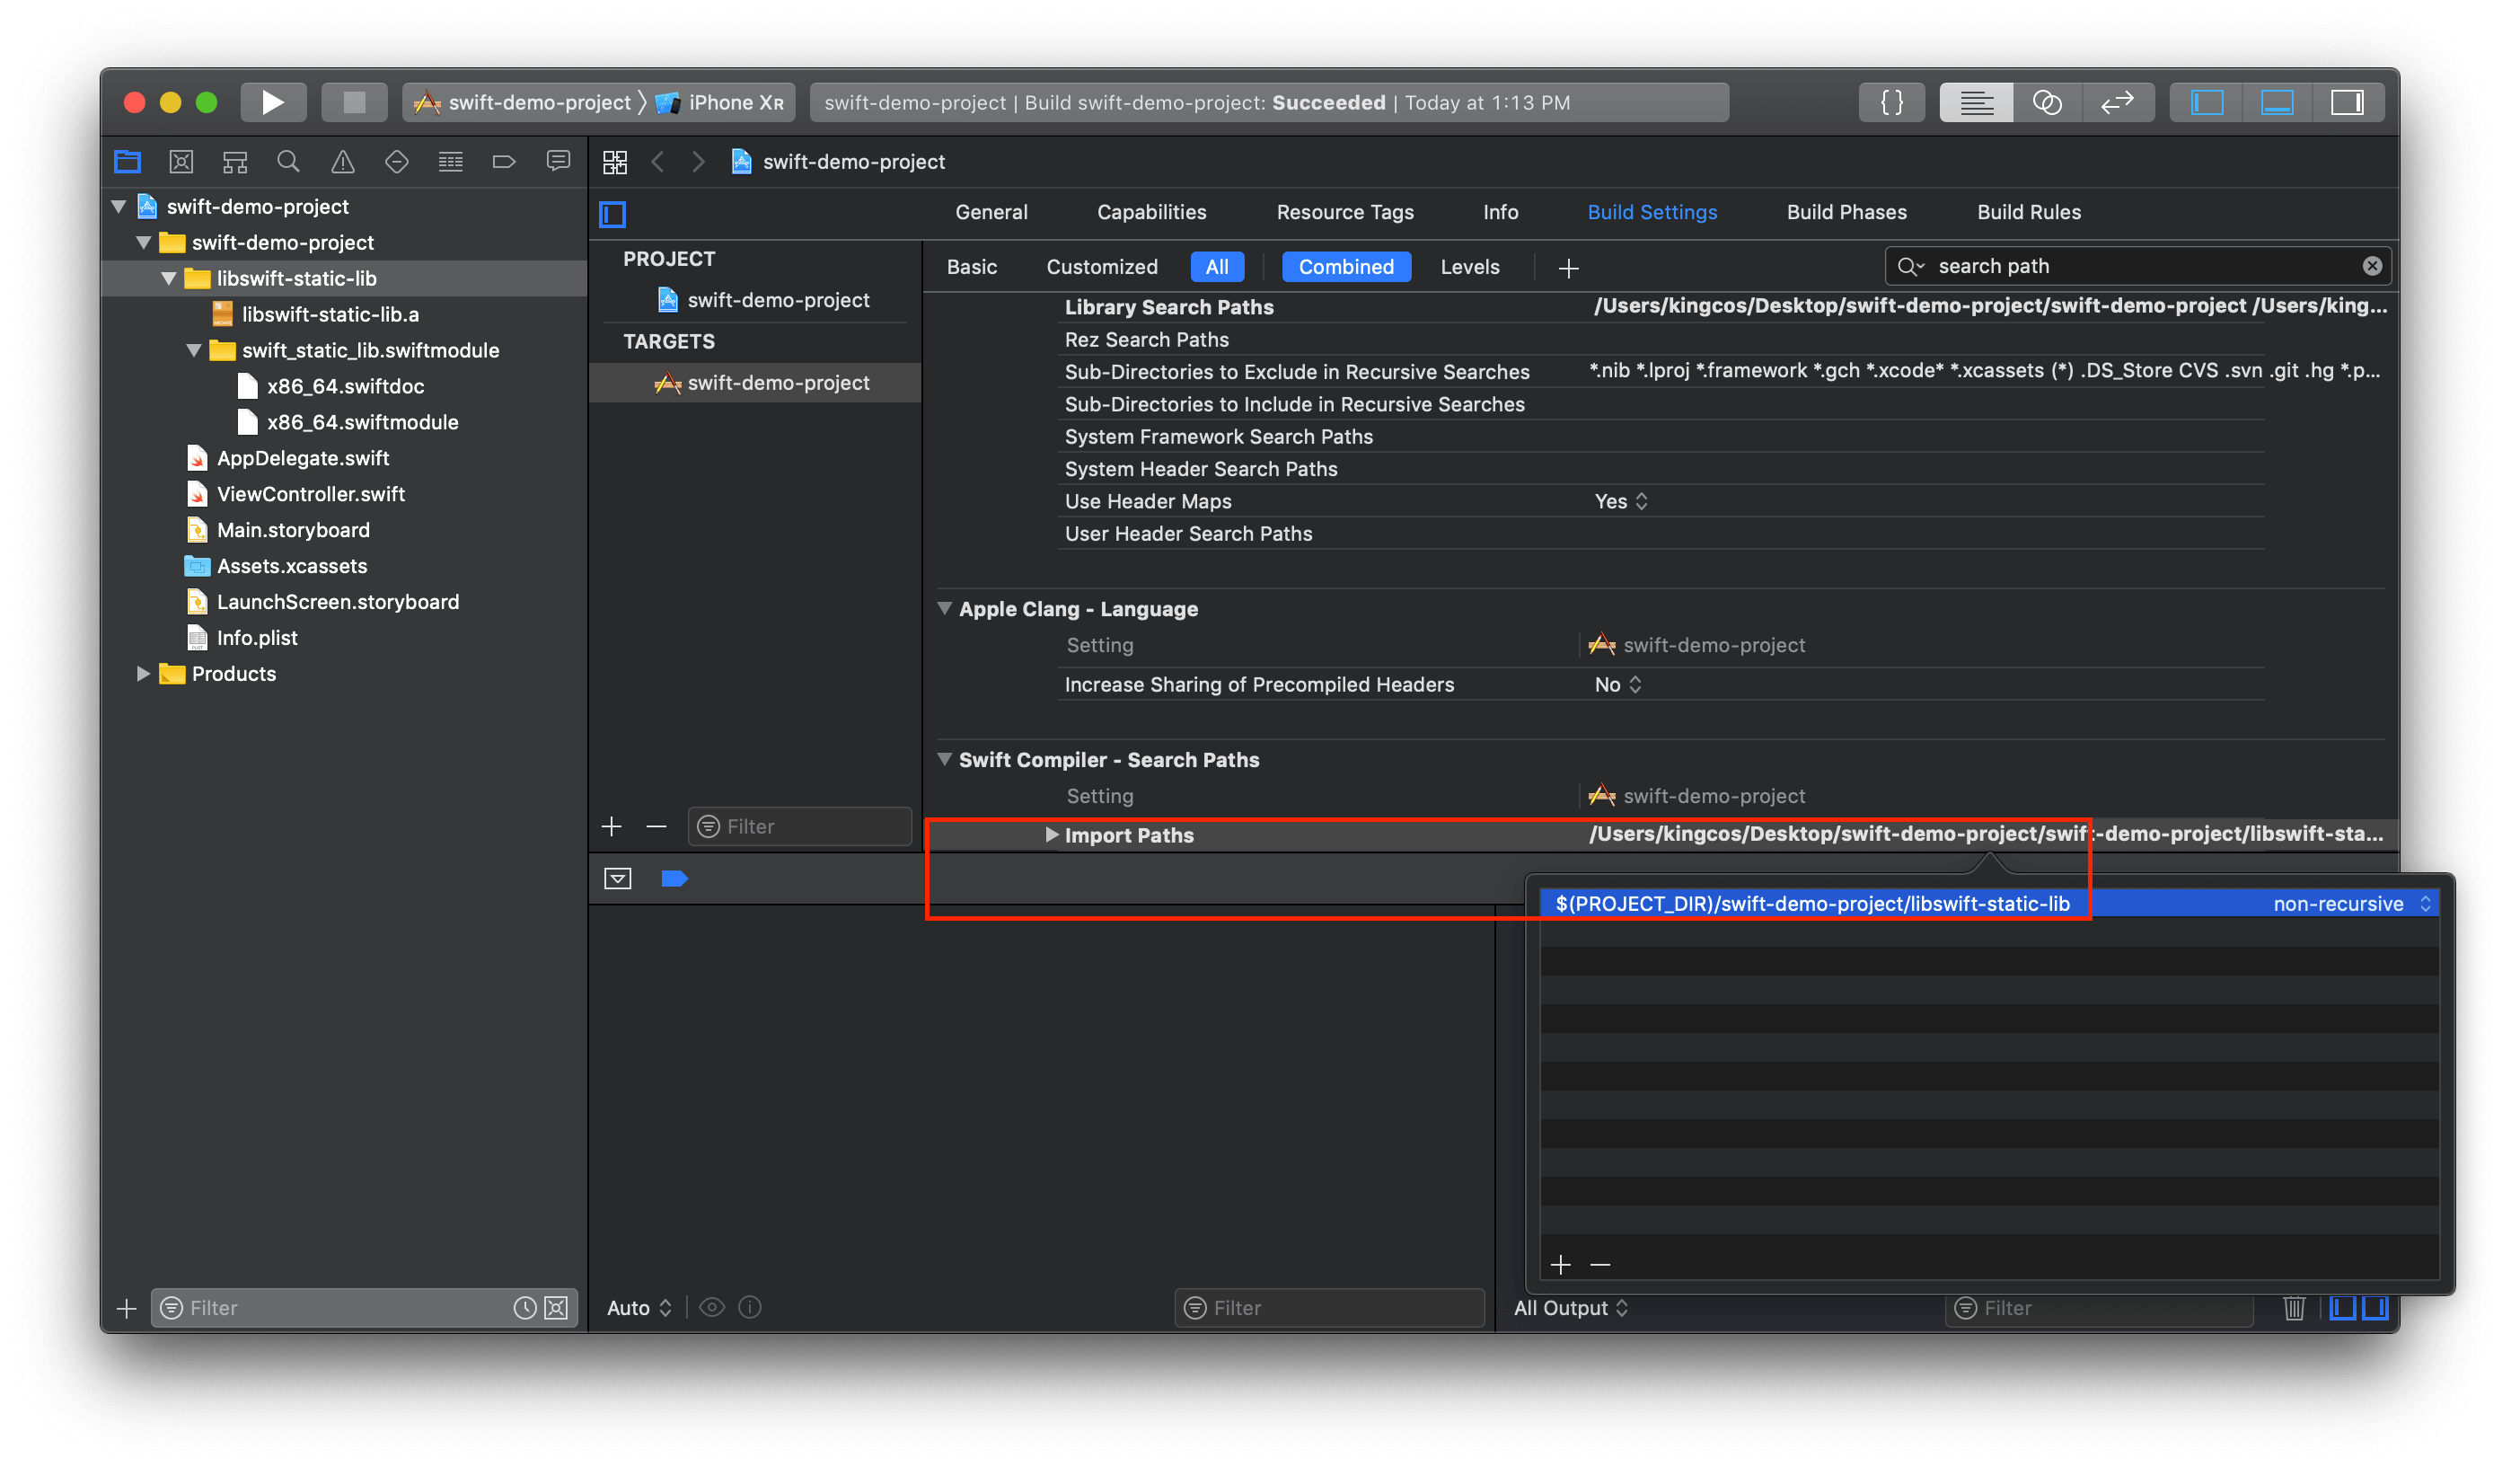 swift-demo-project iPhone XR
swift-demo-project | Build swift-demo-project: Succeeded | Today at 1:13 PM
{ }
swift-demo-project
swift-demo-project
libswift-static-lib
libswift-static-lib.a
swift_static_lib.swiftmodule
x86_64.swiftdoc
x86_64.swiftmodule
AppDelegate.swift
ViewController.swift
Main.storyboard
Assets.xcassets
LaunchScreen.storyboard
Info.plist
Products
Filter
swift-demo-project
General Capabilities Resource Tags Info Build Settings Build Phases Build Rules
PROJECT
swift-demo-project
TARGETS
swift-demo-project
Filter
Basic Customized All Combined Levels search path
Library Search Paths /Users/kingcos/Desktop/swift-demo-project/swift-demo-project /Users/king...
Rez Search Paths
Sub-Directories to Exclude in Recursive Searches *.nib *.lproj *.framework *.gch *.xcode* *.xcassets (*) .DS_Store CVS .svn .git .hg *.p...
Sub-Directories to Include in Recursive Searches
System Framework Search Paths
System Header Search Paths
Use Header Maps Yes
User Header Search Paths
Apple Clang - Language
Setting swift-demo-project
Increase Sharing of Precompiled Headers No
Swift Compiler - Search Paths
Setting swift-demo-project
Import Paths /Users/kingcos/Desktop/swift-demo-project/swift-demo-project/libswift-sta...
$(PROJECT_DIR)/swift-demo-project/libswift-static-lib non-recursive
Auto Filter
All Output Filter